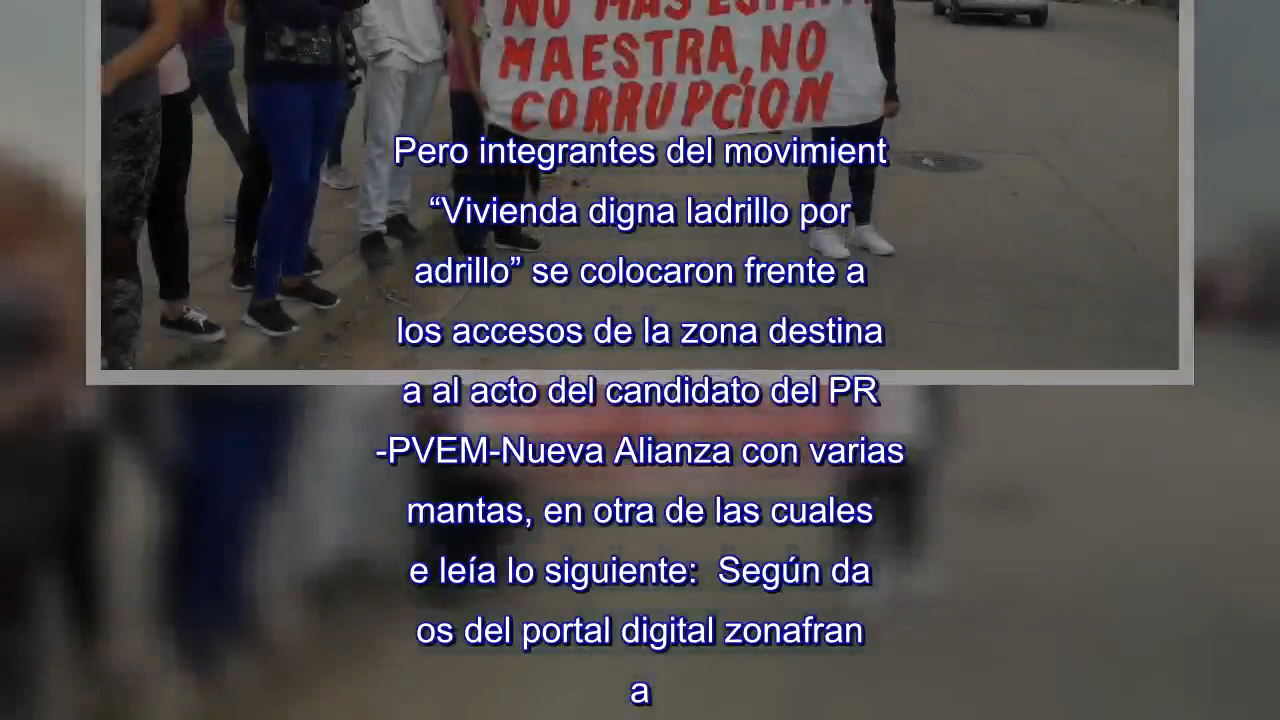 NO MAS ESTAFA
MAESTRA, NO
CORRUPCIÓN
Pero integrantes del movimient
“Vivienda digna ladrillo por
adrillo” se colocaron frente a
los accesos de la zona destina
a al acto del candidato del PR
-PVEM-Nueva Alianza con varias
mantas, en otra de las cuales
e leía lo siguiente:  Según da
os del portal digital zonafran
a